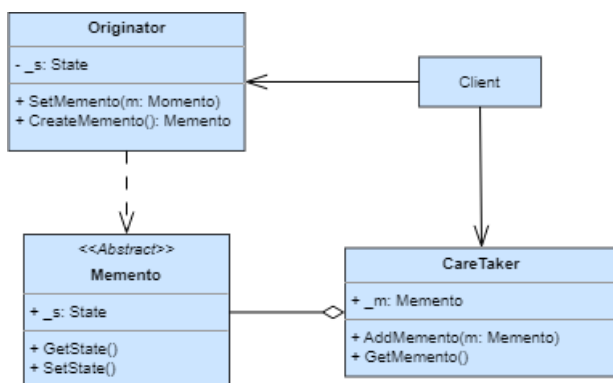 Originator
- _s: State
+ SetMemento(m: Momento)
+ CreateMemento(): Memento
Client
<<Abstract>>
Memento
+ _s: State
+ GetState()
+ SetState()
CareTaker
+ _m: Memento
+ AddMemento(m: Memento)
+ GetMemento()